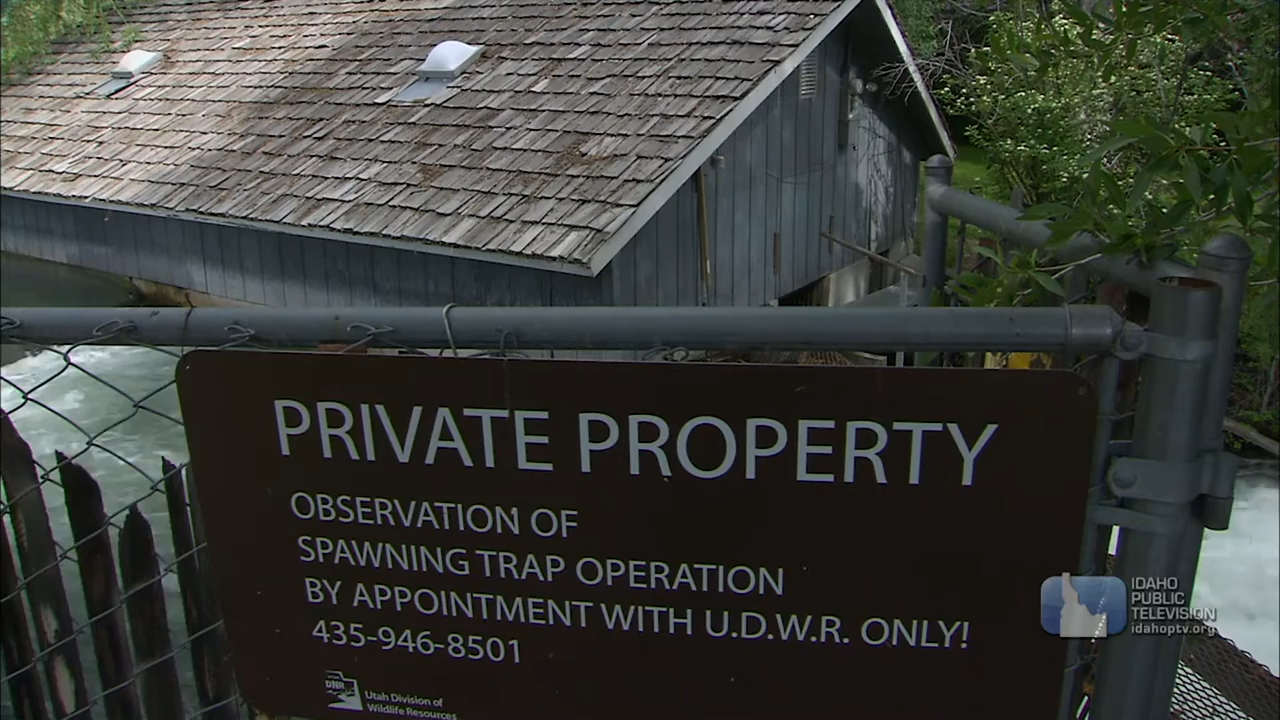 PRIVATE PROPERTY
OBSERVATION OF
SPAWNING TRAP OPERATION
BY APPOINTMENT WITH U.D.W.R. ONLY!
435-946-8501
DNR
Utah Division of
Wildlife Resources
IDAHO
PUBLIC
TELEVISION
idahoptv.org